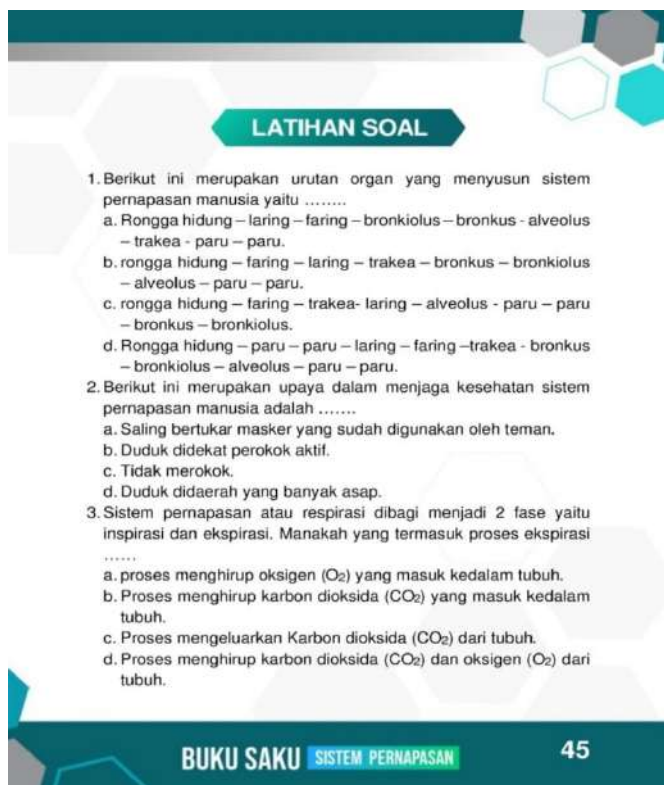 LATIHAN SOAL
1. Berikut ini merupakan urutan organ yang menyusun sistem
pernapasan manusia yaitu ........
a. Rongga hidung – laring – faring – bronkiolus – bronkus - alveolus
– trakea - paru – paru.
b. rongga hidung – faring – laring – trakea – bronkus – bronkiolus
– alveolus – paru – paru.
c. rongga hidung – faring – trakea- laring – alveolus - paru – paru
– bronkus – bronkiolus.
d. Rongga hidung – paru – paru – laring – faring –trakea - bronkus
– bronkiolus – alveolus – paru – paru.
2. Berikut ini merupakan upaya dalam menjaga kesehatan sistem
pernapasan manusia adalah .......
a. Saling bertukar masker yang sudah digunakan oleh teman.
b. Duduk didekat perokok aktif.
c. Tidak merokok.
d. Duduk didaerah yang banyak asap.
3. Sistem pernapasan atau respirasi dibagi menjadi 2 fase yaitu
inspirasi dan ekspirasi. Manakah yang termasuk proses ekspirasi
......
a. proses menghirup oksigen (O₂) yang masuk kedalam tubuh.
b. Proses menghirup karbon dioksida (CO₂) yang masuk kedalam
tubuh.
c. Proses mengeluarkan Karbon dioksida (CO₂) dari tubuh.
d. Proses menghirup karbon dioksida (CO₂) dan oksigen (O₂) dari
tubuh.
BUKU SAKU SISTEM PERNAPASAN 45